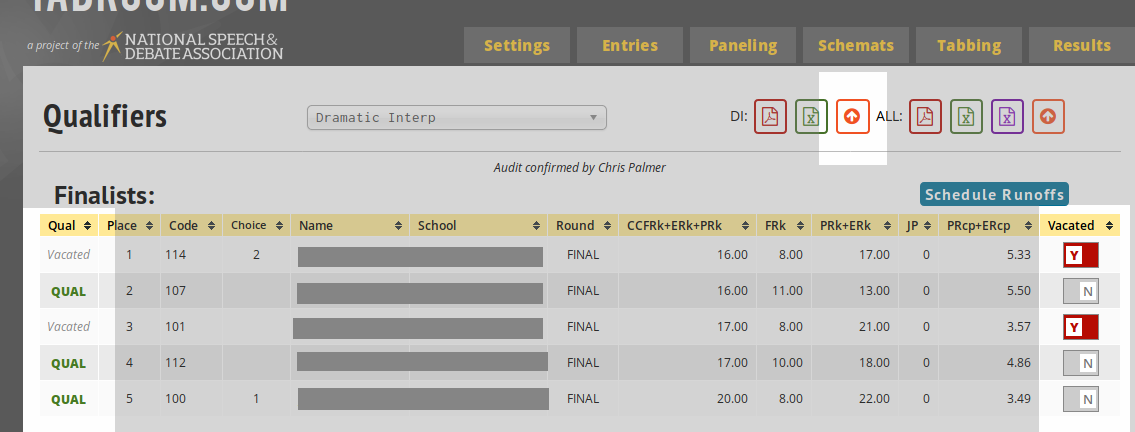 TABROOM.COM
a project of the NATIONAL SPEECH & DEBATE ASSOCIATION
Settings Entries Paneling Schemats Tabbing Results
Qualifiers Dramatic Interp DI: ALL:
Audit confirmed by Chris Palmer
Finalists: Schedule Runoffs
Qual Place Code Choice Name School Round CCFRk+ERk+PRk FRk PRk+ERk JP PRcp+ERcp Vacated
Vacated 1 114 2 FINAL 16.00 8.00 17.00 0 5.33 Y
QUAL 2 107 FINAL 16.00 11.00 13.00 0 5.50 N
Vacated 3 101 FINAL 17.00 8.00 21.00 0 3.57 Y
QUAL 4 112 FINAL 17.00 10.00 18.00 0 4.86 N
QUAL 5 100 1 FINAL 20.00 8.00 22.00 0 3.49 N